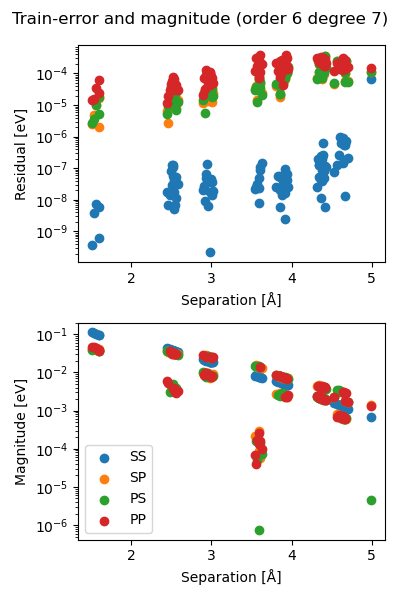 Train-error and magnitude (order 6 degree 7)
Residual [eV]
10⁻⁴
10⁻⁵
10⁻⁶
10⁻⁷
10⁻⁸
10⁻⁹
2 3 4 5
Separation [Å]
Magnitude [eV]
10⁻¹
10⁻²
10⁻³
10⁻⁴
10⁻⁵
10⁻⁶
SS
SP
PS
PP
2 3 4 5
Separation [Å]